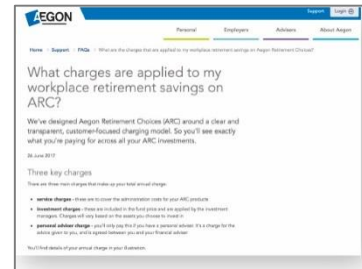 Support Login
AEGON
Personal Employers Advisers About Aegon
Home Support FAQs What are the charges that are applied to my workplace retirement savings on Aegon Retirement Choices?
What charges are applied to my
workplace retirement savings on
ARC?
We've designed Aegon Retirement Choices (ARC) around a clear and
transparent, customer-focused charging model. So you'll see exactly
what you're paying for across all your ARC investments.
26 June 2017
Three key charges
There are three main charges that make up your total annual charge:
• service charges - these are to cover the administration costs for your ARC products
• investment charges - these are included in the fund price and are applied by the investment
managers. Charges will vary based on the assets you choose to invest in
• personal adviser charge - you'll only pay this if you have a personal adviser. It's a charge for the
advice given to you, and is agreed between you and your financial adviser
You'll find details of your annual charge in your illustration.